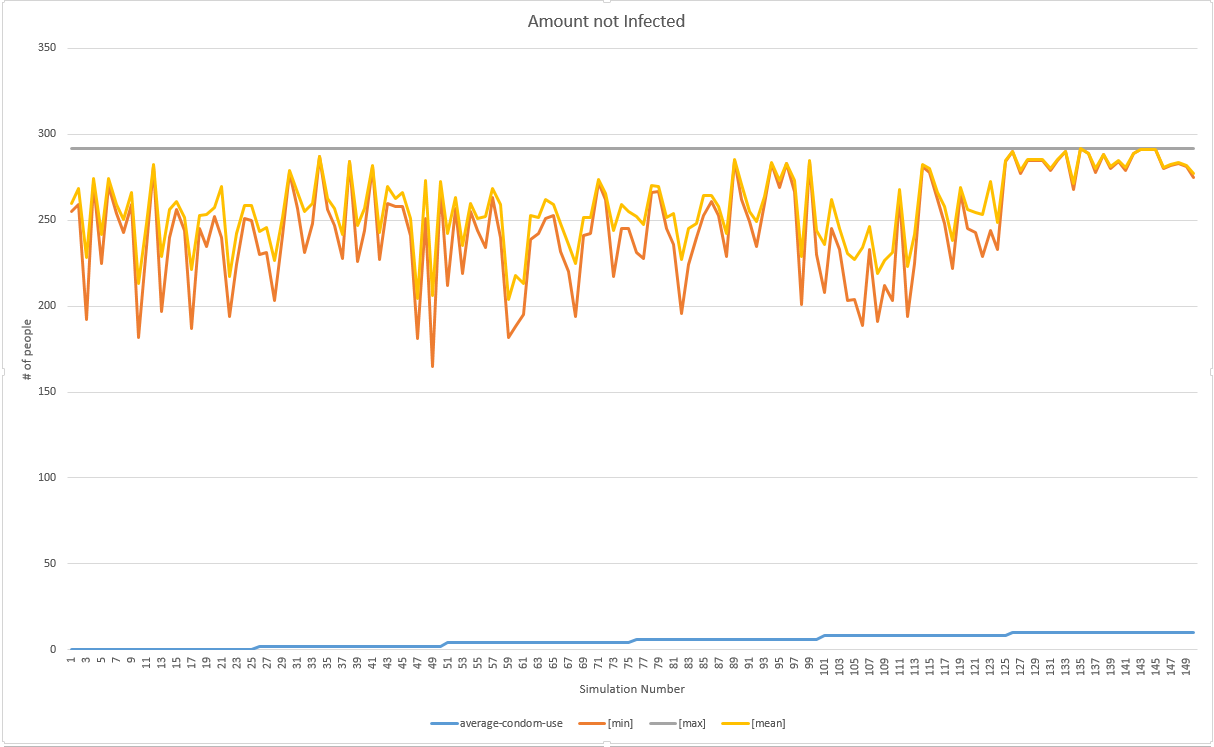 Amount not Infected
350
300
250
200
150
100
50
0
# of people
1 3 5 7 9 11 13 15 17 19 21 23 25 27 29 31 33 35 37 39 41 43 45 47 49 51 53 55 57 59 61 63 65 67 69 71 73 75 77 79 81 83 85 87 89 91 93 95 97 99 101 103 105 107 109 111 113 115 117 119 121 123 125 127 129 131 133 135 137 139 141 143 145 147 149
Simulation Number
average-condom-use [min] [max] [mean]